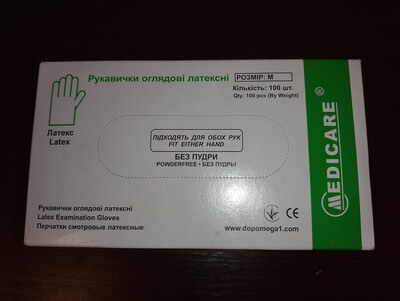 Рукавички оглядові латексні
РОЗМІР: M
Кількість: 100 шт.
Qty: 100 pcs (By Weight)
Латекс
Latex
ПІДХОДЯТЬ ДЛЯ ОБОХ РУК
FIT EITHER HAND
БЕЗ ПУДРИ
POWDERFREE • БЕЗ ПУДРЫ
MEDICARE ®
Рукавички оглядові латексні
Latex Examination Gloves
Перчатки смотровые латексные
CE
www.dopomoga1.com